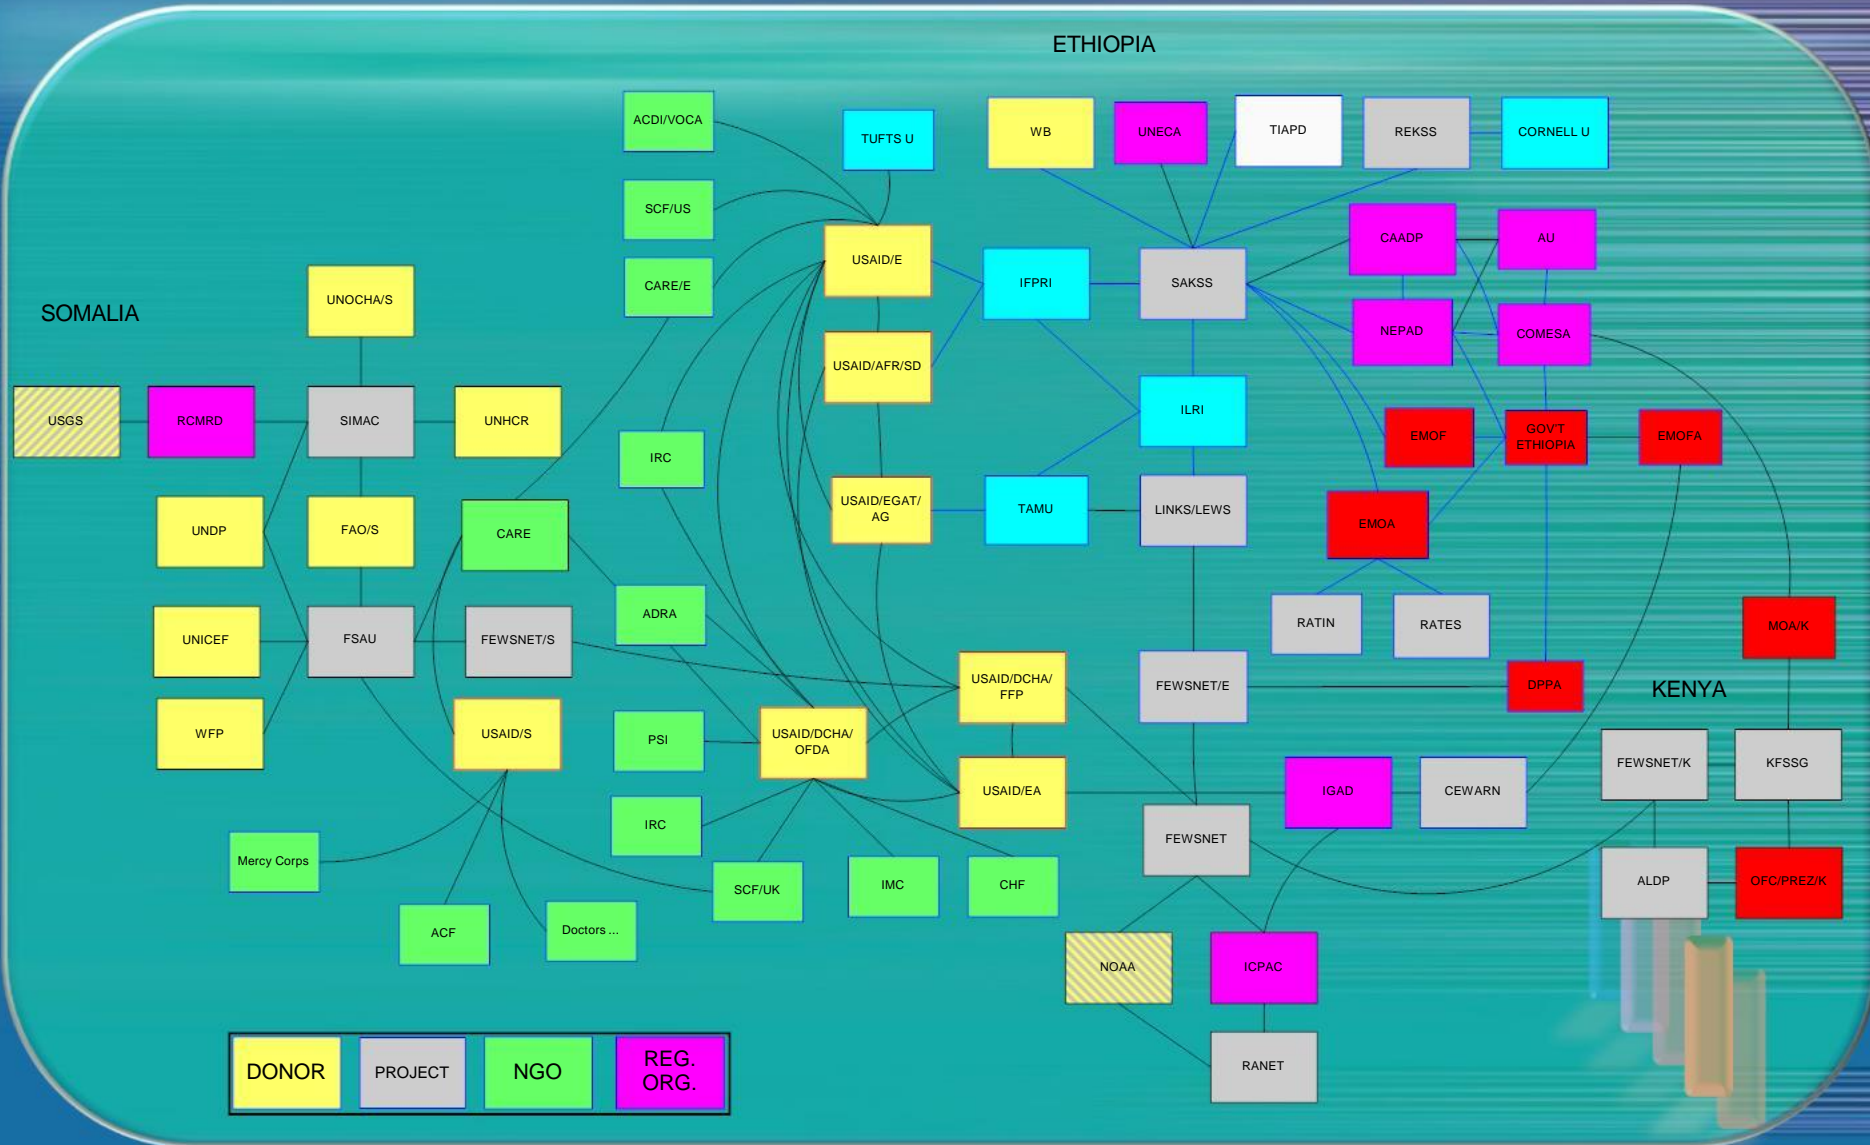 ETHIOPIA
ACDI/VOCA
TUFTS U
WB
UNECA
TIAPD
REKSS
CORNELL U
SCF/US
CAADP
AU
USAID/E
CARE/E
IFPRI
SAKSS
SOMALIA
UNOCHA/S
NEPAD
COMESA
USAID/AFR/SD
USGS
RCMRD
SIMAC
UNHCR
ILRI
IRC
EMOF
GOV'T
ETHIOPIA
EMOFA
UNDP
FAO/S
CARE
USAID/EGAT/
AG
TAMU
LINKS/LEWS
EMOA
ADRA
RATIN
RATES
MOA/K
UNICEF
FSAU
FEWSNET/S
USAID/DCHA/
FFP
FEWSNET/E
DPPA
KENYA
WFP
USAID/S
PSI
USAID/DCHA/
OFDA
USAID/EA
IGAD
CEWARN
FEWSNET/K
KFSSG
IRC
FEWSNET
Mercy Corps
SCF/UK
IMC
CHF
ALDP
OFC/PREZ/K
ACF
Doctors ...
NOAA
ICPAC
RANET
DONOR
PROJECT
NGO
REG.
ORG.